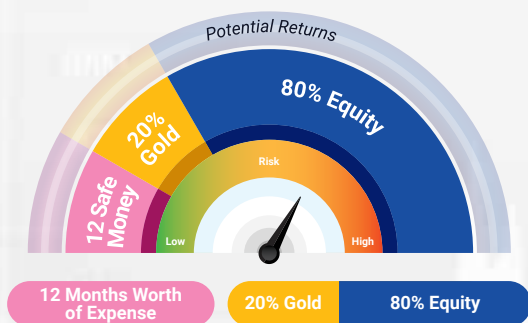 Potential Returns
80% Equity
20%
Gold
12 Safe
Money
Risk
Low
High
12 Months Worth
of Expense
20% Gold
80% Equity